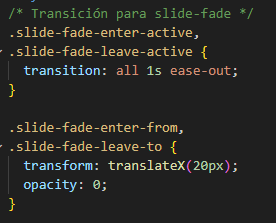 /* Transición para slide-fade */
.slide-fade-enter-active,
.slide-fade-leave-active {
  transition: all 1s ease-out;
}

.slide-fade-enter-from,
.slide-fade-leave-to {
  transform: translateX(20px);
  opacity: 0;
}